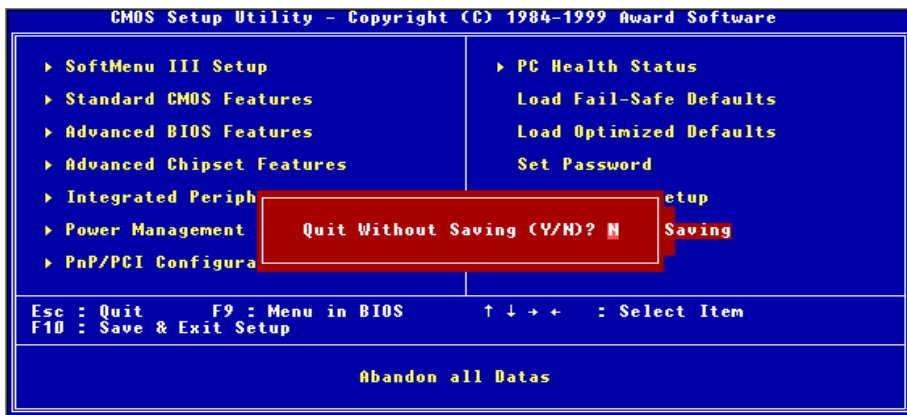 CMOS Setup Utility - Copyright (C) 1984-1999 Award Software
▸ SoftMenu III Setup
▸ Standard CMOS Features
▸ Advanced BIOS Features
▸ Advanced Chipset Features
▸ Integrated Periph
▸ Power Management
▸ PnP/PCI Configura
▸ PC Health Status
Load Fail-Safe Defaults
Load Optimized Defaults
Set Password
etup
Saving
Quit Without Saving (Y/N)? N
Esc : Quit F9 : Menu in BIOS ↑ ↓ → ← : Select Item
F10 : Save & Exit Setup
Abandon all Datas